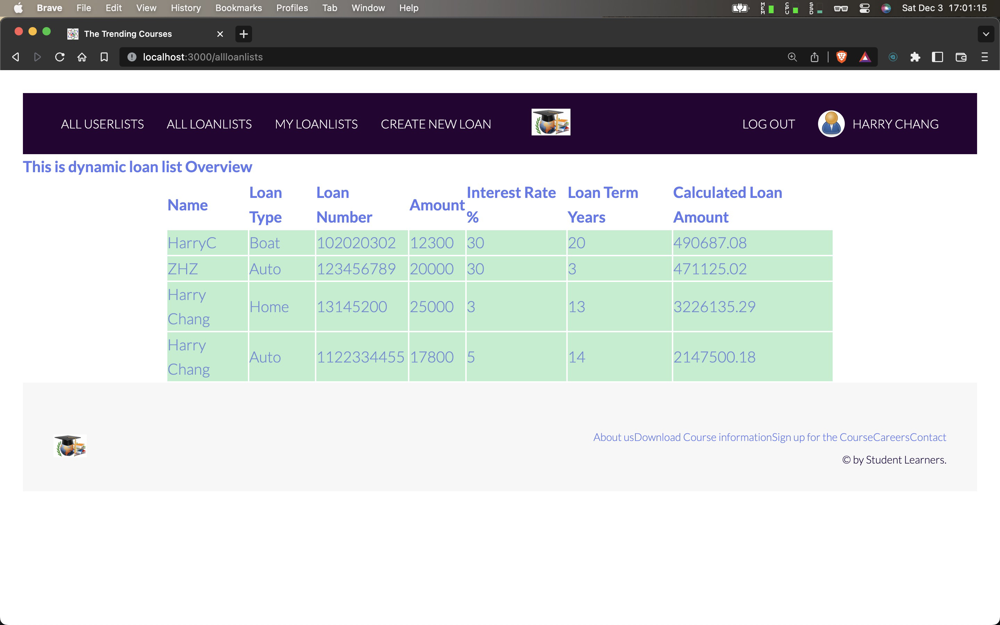 Brave File Edit View History Bookmarks Profiles Tab Window Help MEM CPU SSD Sat Dec 3 17:01:15
The Trending Courses
localhost:3000/allloanlists
ALL USERLISTS ALL LOANLISTS MY LOANLISTS CREATE NEW LOAN LOG OUT HARRY CHANG
This is dynamic loan list Overview
Name Loan Type Loan Number Amount Interest Rate % Loan Term Years Calculated Loan Amount
HarryC Boat 102020302 12300 30 20 490687.08
ZHZ Auto 123456789 20000 30 3 471125.02
Harry Chang Home 13145200 25000 3 13 3226135.29
Harry Chang Auto 1122334455 17800 5 14 2147500.18
About usDownload Course informationSign up for the CourseCareersContact
© by Student Learners.